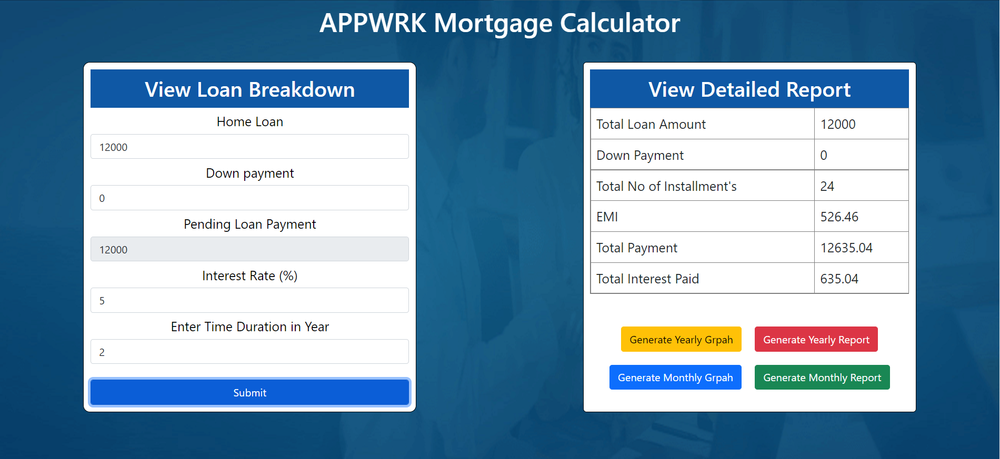 APPWRK Mortgage Calculator
View Loan Breakdown
Home Loan
12000
Down payment
0
Pending Loan Payment
12000
Interest Rate (%)
5
Enter Time Duration in Year
2
Submit
View Detailed Report
Total Loan Amount 12000
Down Payment 0
Total No of Installment's 24
EMI 526.46
Total Payment 12635.04
Total Interest Paid 635.04
Generate Yearly Grpah Generate Yearly Report
Generate Monthly Grpah Generate Monthly Report